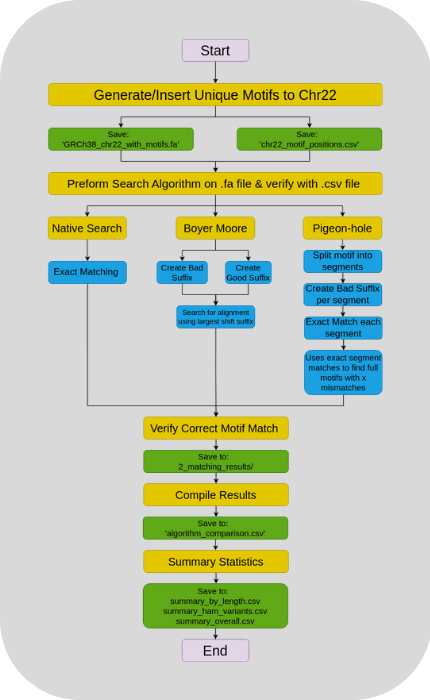 Start
Generate/Insert Unique Motifs to Chr22
Save:
'GRCh38_chr22_with_motifs.fa'
Save:
'chr22_motif_positions.csv'
Preform Search Algorithm on .fa file & verify with .csv file
Native Search
Boyer Moore
Pigeon-hole
Exact Matching
Create Bad
Suffix
Create
Good Suffix
Search for alignment
using largest shift suffix
Split motif into
segments
Create Bad Suffix
per segment
Exact Match each
segment
Uses exact segment
matches to find full
motifs with x
mismatches
Verify Correct Motif Match
Save to:
2_matching_results/
Compile Results
Save to:
'algorithm_comparison.csv'
Summary Statistics
Save to:
summary_by_length.csv
summary_ham_variants.csv
summary_overall.csv
End